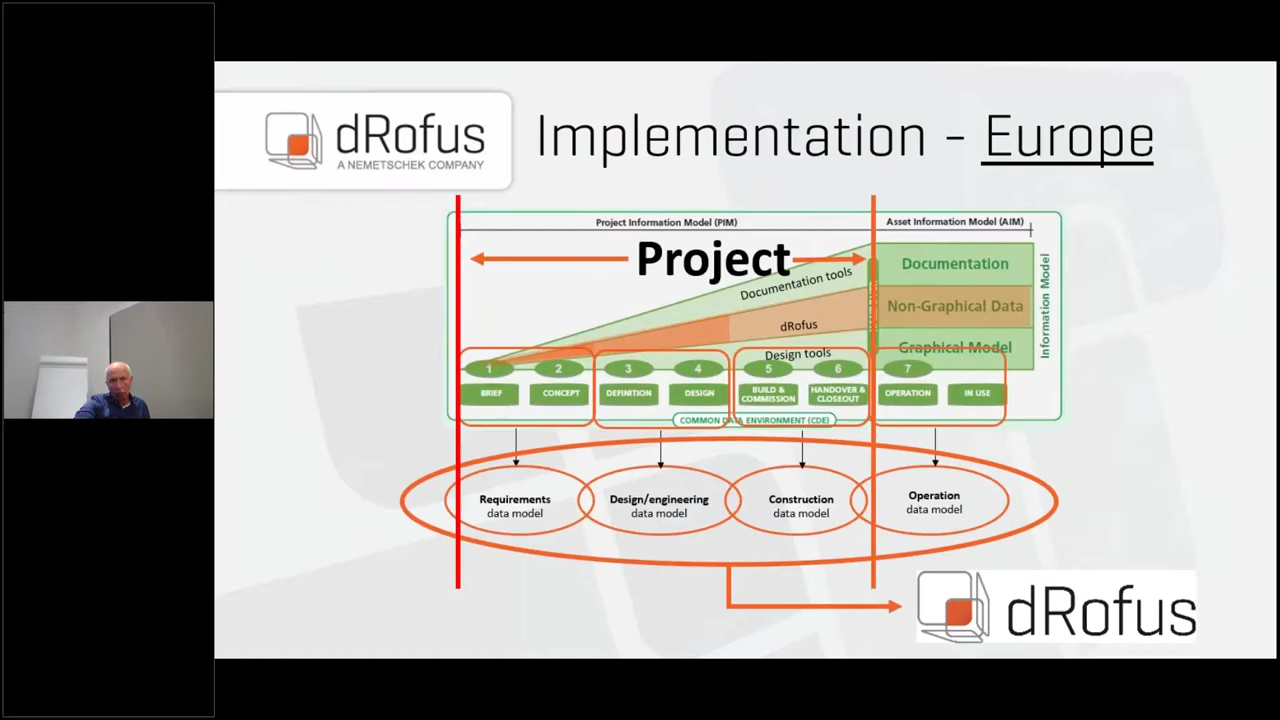 dRofus
A NEMETSCHEK COMPANY
Implementation - Europe
Project Information Model (PIM)
Asset Information Model (AIM)
Project
Documentation tools
dRofus
Design tools
Documentation
Non-Graphical Data
Graphical Model
Information Model
1
2
3
4
5
6
7
BRIEF
CONCEPT
DEFINITION
DESIGN
BUILD &
COMMISSION
HANDOVER &
CLOSEOUT
OPERATION
IN USE
COMMON DATA ENVIRONMENT (CDE)
Requirements
data model
Design/engineering
data model
Construction
data model
Operation
data model
dRofus